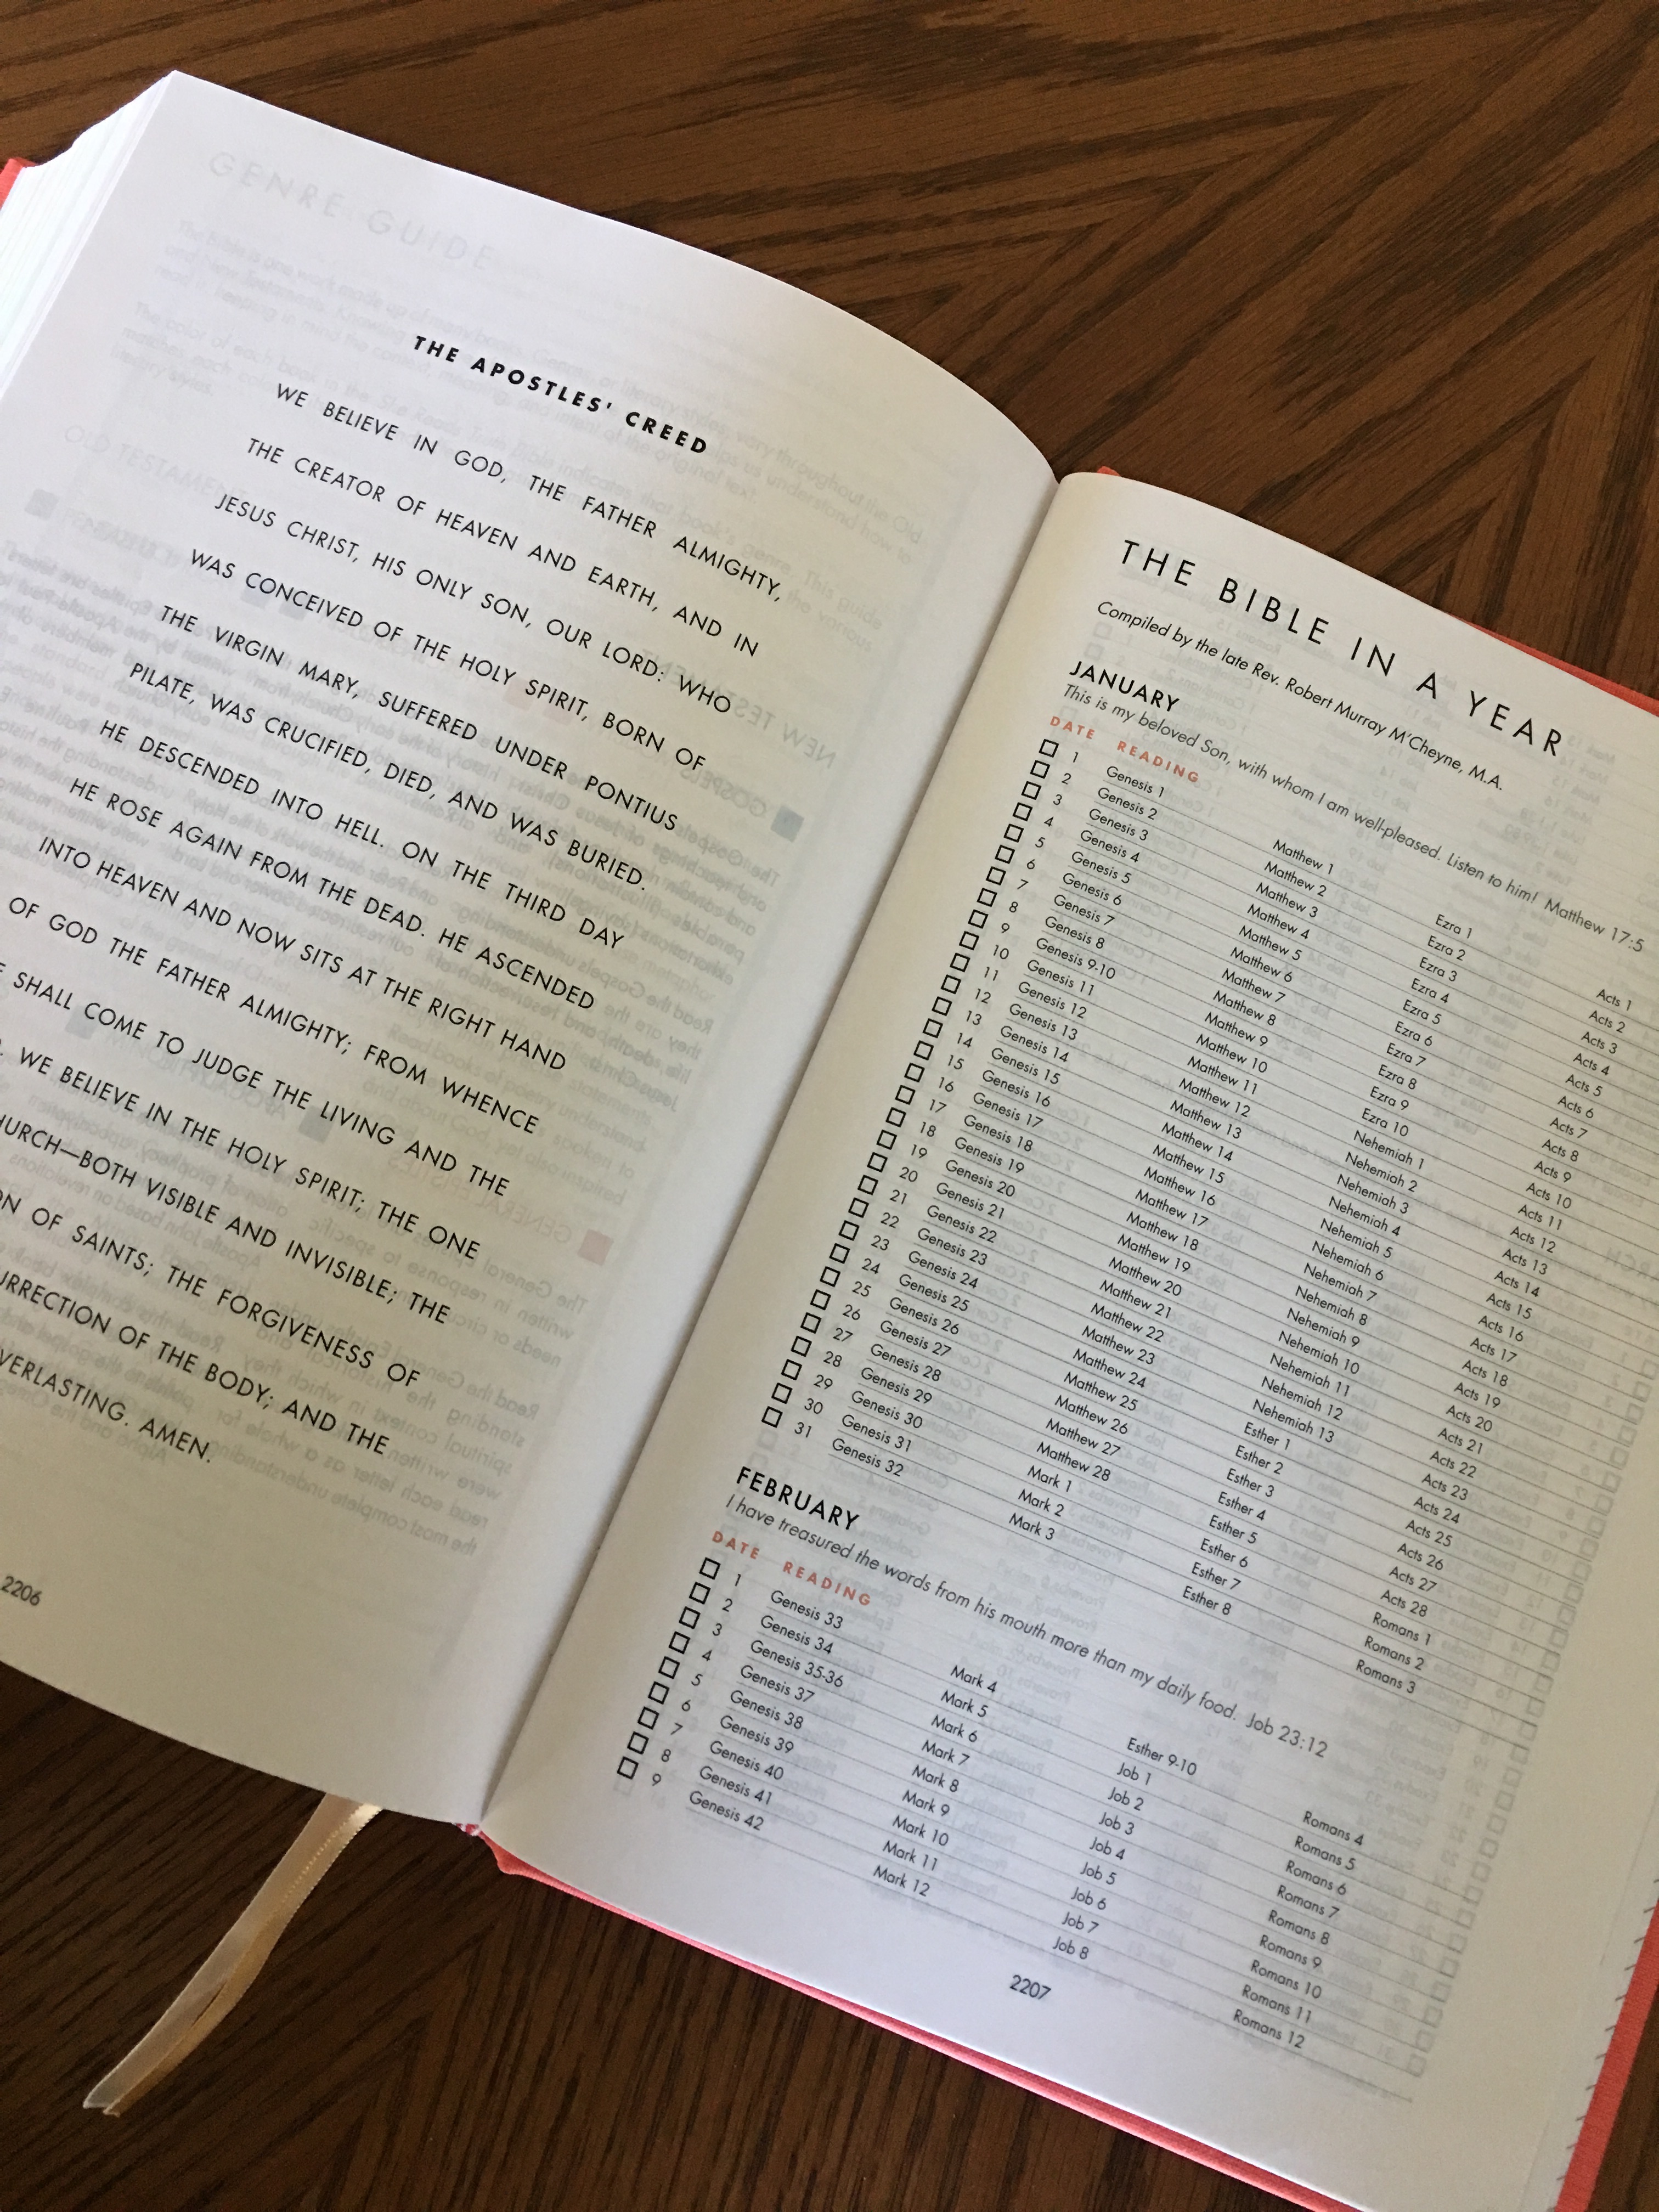 GENRE GUIDE
THE APOSTLES' CREED
WE BELIEVE IN GOD, THE FATHER ALMIGHTY,
THE CREATOR OF HEAVEN AND EARTH, AND IN
JESUS CHRIST, HIS ONLY SON, OUR LORD: WHO
WAS CONCEIVED OF THE HOLY SPIRIT, BORN OF
THE VIRGIN MARY, SUFFERED UNDER PONTIUS
PILATE, WAS CRUCIFIED, DIED, AND WAS BURIED.
HE DESCENDED INTO HELL. ON THE THIRD DAY
HE ROSE AGAIN FROM THE DEAD. HE ASCENDED
INTO HEAVEN AND NOW SITS AT THE RIGHT HAND
OF GOD THE FATHER ALMIGHTY; FROM WHENCE
SHALL COME TO JUDGE THE LIVING AND THE
WE BELIEVE IN THE HOLY SPIRIT; THE ONE
HURCH—BOTH VISIBLE AND INVISIBLE; THE
ON OF SAINTS; THE FORGIVENESS OF
URRECTION OF THE BODY; AND THE
VERLASTING. AMEN.
2206
THE BIBLE IN A YEAR
Compiled by the late Rev. Robert Murray M'Cheyne, M.A.
JANUARY
This is my beloved Son, with whom I am well-pleased. Listen to him! Matthew 17:5
DATE READING
1 Genesis 1 Matthew 1 Ezra 1 Acts 1
2 Genesis 2 Matthew 2 Ezra 2 Acts 2
3 Genesis 3 Matthew 3 Ezra 3 Acts 3
4 Genesis 4 Matthew 4 Ezra 4 Acts 4
5 Genesis 5 Matthew 5 Ezra 5 Acts 5
6 Genesis 6 Matthew 6 Ezra 6 Acts 6
7 Genesis 7 Matthew 7 Ezra 7 Acts 7
8 Genesis 8 Matthew 8 Ezra 8 Acts 8
9 Genesis 9-10 Matthew 9 Ezra 9 Acts 9
10 Genesis 11 Matthew 10 Ezra 10 Acts 10
11 Genesis 12 Matthew 11 Nehemiah 1 Acts 11
12 Genesis 13 Matthew 12 Nehemiah 2 Acts 12
13 Genesis 14 Matthew 13 Nehemiah 3 Acts 13
14 Genesis 15 Matthew 14 Nehemiah 4 Acts 14
15 Genesis 16 Matthew 15 Nehemiah 5 Acts 15
16 Genesis 17 Matthew 16 Nehemiah 6 Acts 16
17 Genesis 18 Matthew 17 Nehemiah 7 Acts 17
18 Genesis 19 Matthew 18 Nehemiah 8 Acts 18
19 Genesis 20 Matthew 19 Nehemiah 9 Acts 19
20 Genesis 21 Matthew 20 Nehemiah 10 Acts 20
21 Genesis 22 Matthew 21 Nehemiah 11 Acts 21
22 Genesis 23 Matthew 22 Nehemiah 12 Acts 22
23 Genesis 24 Matthew 23 Nehemiah 13 Acts 23
24 Genesis 25 Matthew 24 Esther 1 Acts 24
25 Genesis 26 Matthew 25 Esther 2 Acts 25
26 Genesis 27 Matthew 26 Esther 3 Acts 26
27 Genesis 28 Matthew 27 Esther 4 Acts 27
28 Genesis 29 Matthew 28 Esther 5 Acts 28
29 Genesis 30 Mark 1 Esther 6 Romans 1
30 Genesis 31 Mark 2 Esther 7 Romans 2
31 Genesis 32 Mark 3 Esther 8 Romans 3
FEBRUARY
I have treasured the words from his mouth more than my daily food. Job 23:12
DATE READING
1 Genesis 33 Mark 4 Esther 9-10 Romans 4
2 Genesis 34 Mark 5 Job 1 Romans 5
3 Genesis 35-36 Mark 6 Job 2 Romans 6
4 Genesis 37 Mark 7 Job 3 Romans 7
5 Genesis 38 Mark 8 Job 4 Romans 8
6 Genesis 39 Mark 9 Job 5 Romans 9
7 Genesis 40 Mark 10 Job 6 Romans 10
8 Genesis 41 Mark 11 Job 7 Romans 11
9 Genesis 42 Mark 12 Job 8 Romans 12
2207